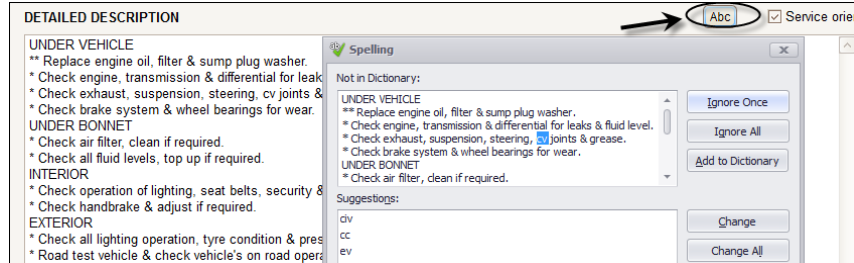 DETAILED DESCRIPTION
Abc
Service
UNDER VEHICLE
** Replace engine oil, filter & sump plug washer.
* Check engine, transmission & differential for leak
* Check exhaust, suspension, steering, cv joints &
* Check brake system & wheel bearings for wear.
UNDER BONNET
* Check air filter, clean if required.
* Check all fluid levels, top up if required.
INTERIOR
* Check operation of lighting, seat belts, security &
* Check handbrake & adjust if required.
EXTERIOR
* Check all lighting operation, tyre condition & pres
* Road test vehicle & check vehicle's on road opera
Spelling
Not in Dictionary:
UNDER VEHICLE
** Replace engine oil, filter & sump plug washer.
* Check engine, transmission & differential for leaks & fluid level.
* Check exhaust, suspension, steering, cv joints & grease.
* Check brake system & wheel bearings for wear.
UNDER BONNET
* Check air filter, clean if required.
Ignore Once
Ignore All
Add to Dictionary
Suggestions:
civ
cc
ev
Change
Change All